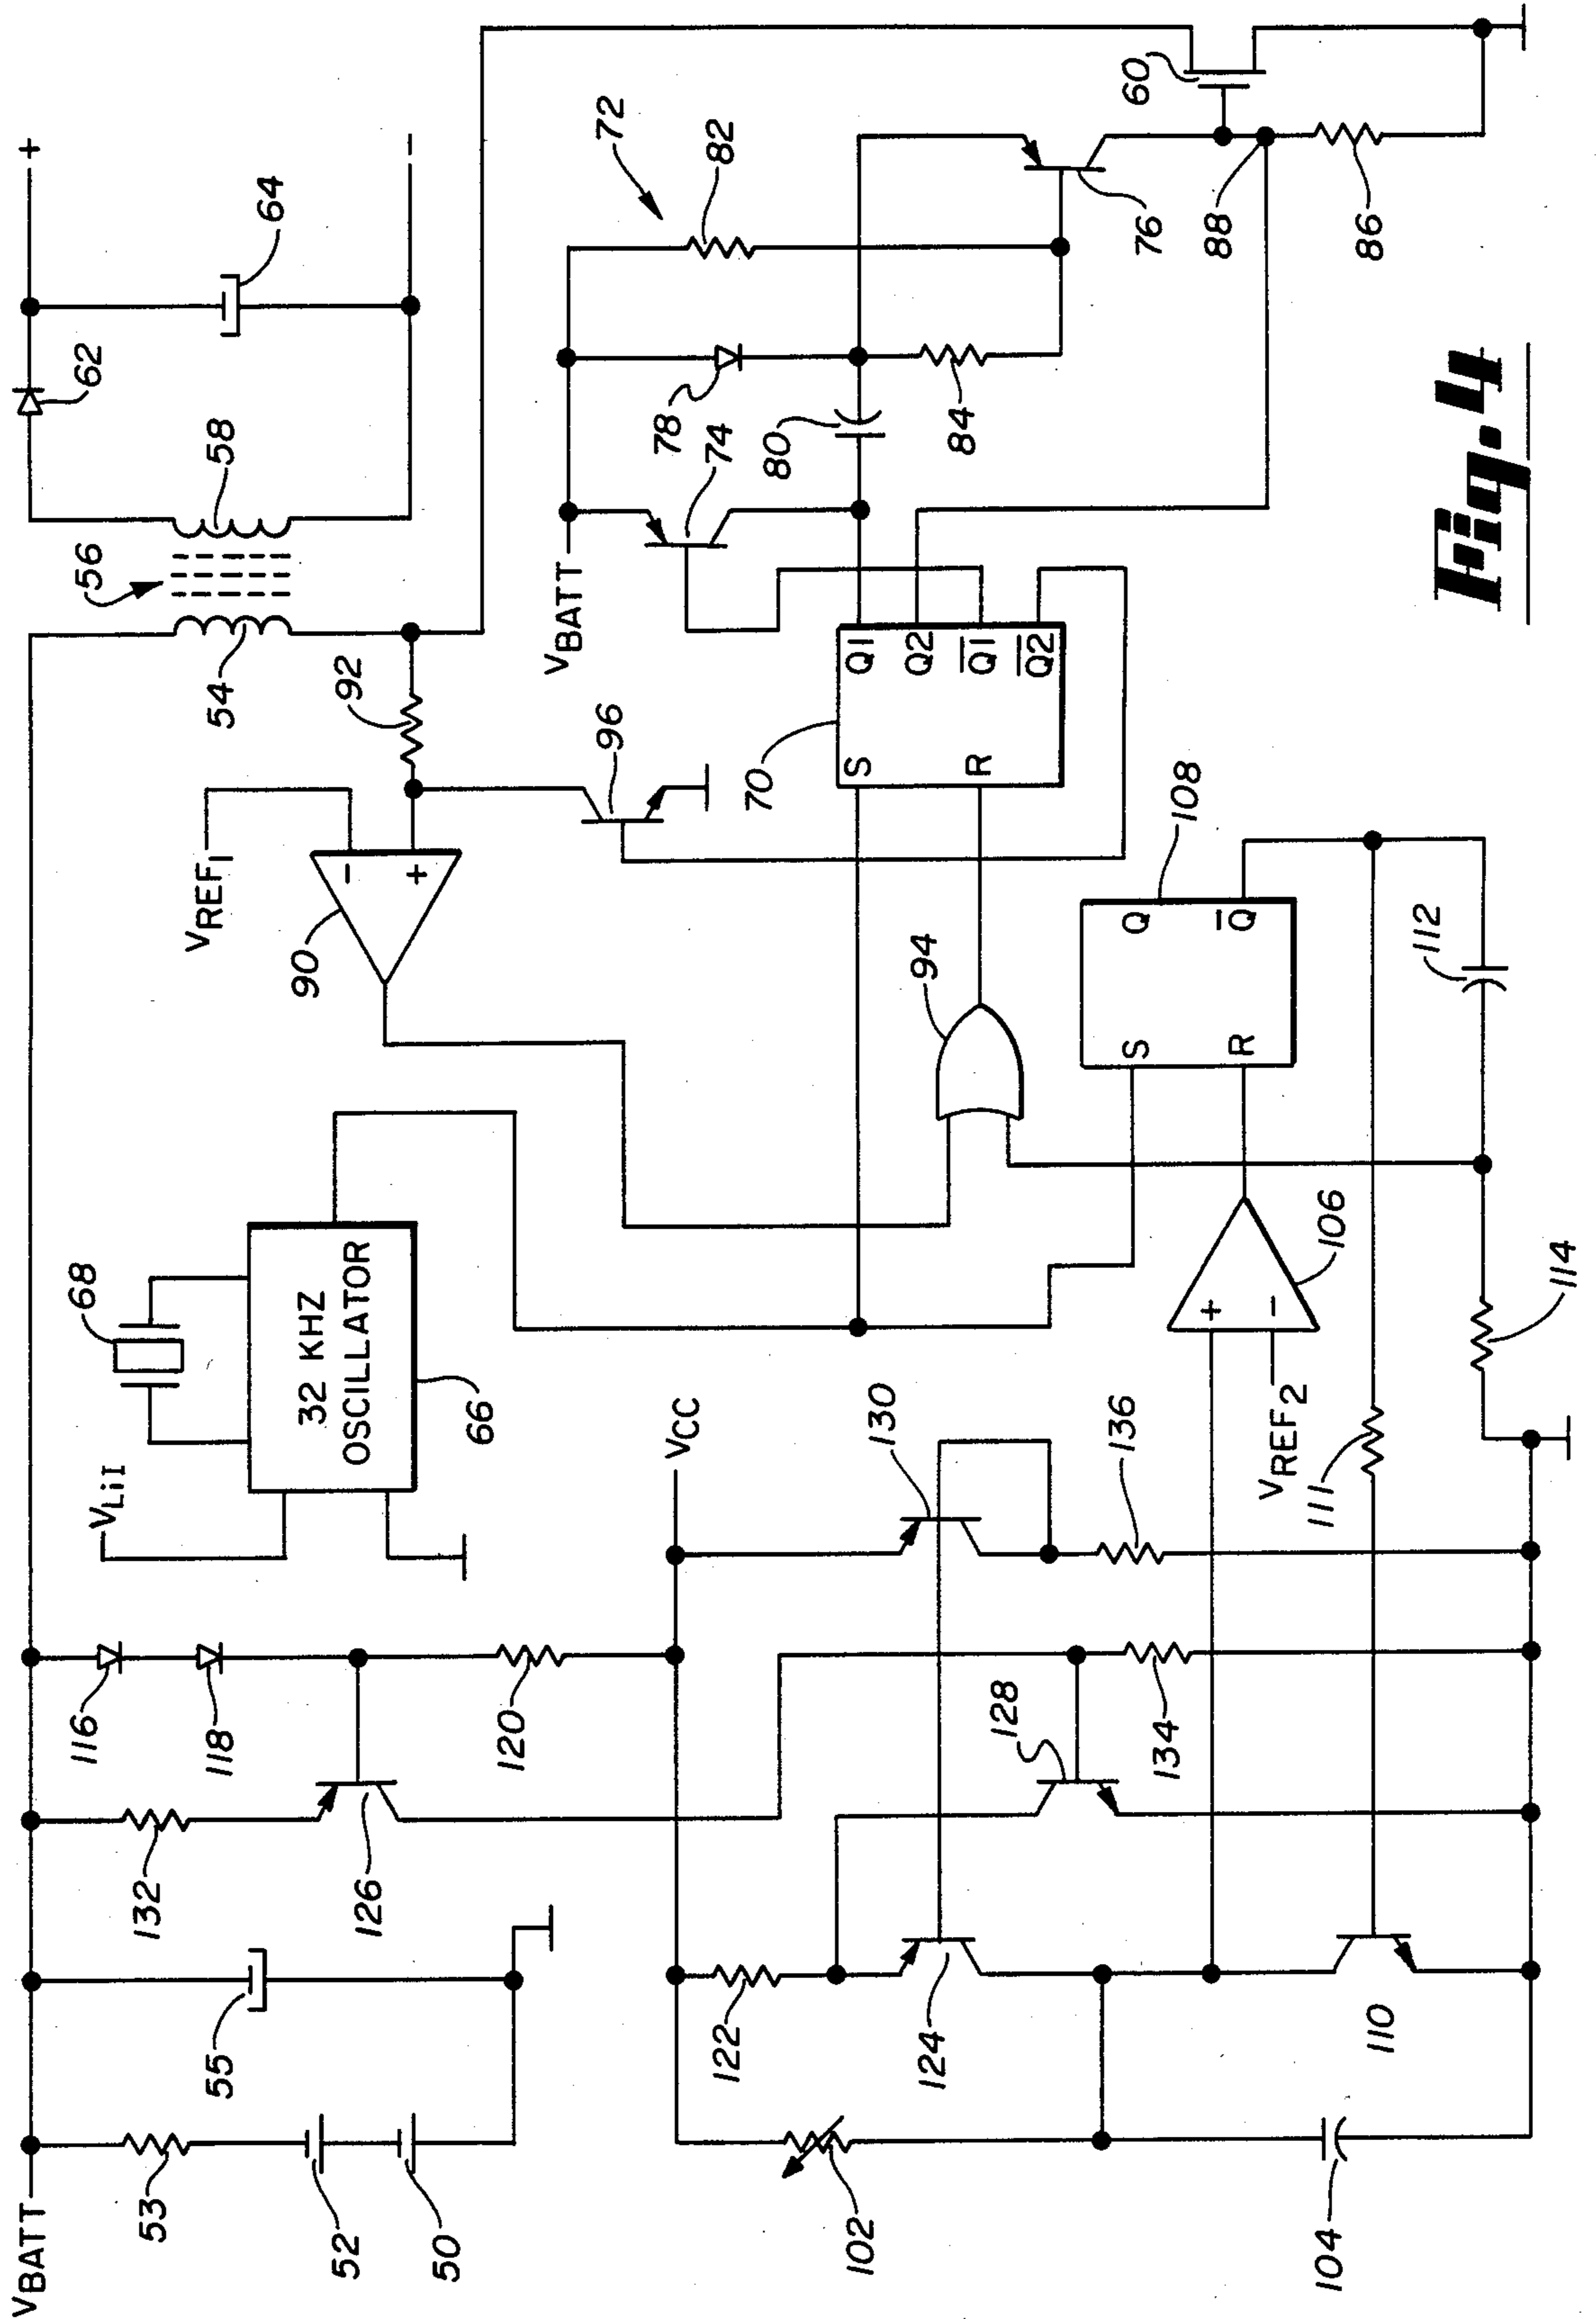 +
–
64
62
58
56
54
72
82
60
76
88
86
78
74
80
84
VBATT
92
96
VREF1
–
+
90
70
S
R
Q1
Q2
Q1
Q2
108
Q
Q
S
R
94
112
68
32 KHZ
OSCILLATOR
66
VLiI
+
–
106
VREF2
114
111
130
136
VCC
116
118
120
128
134
132
126
55
122
124
110
VBATT
53
52
50
102
104
Fig. 4